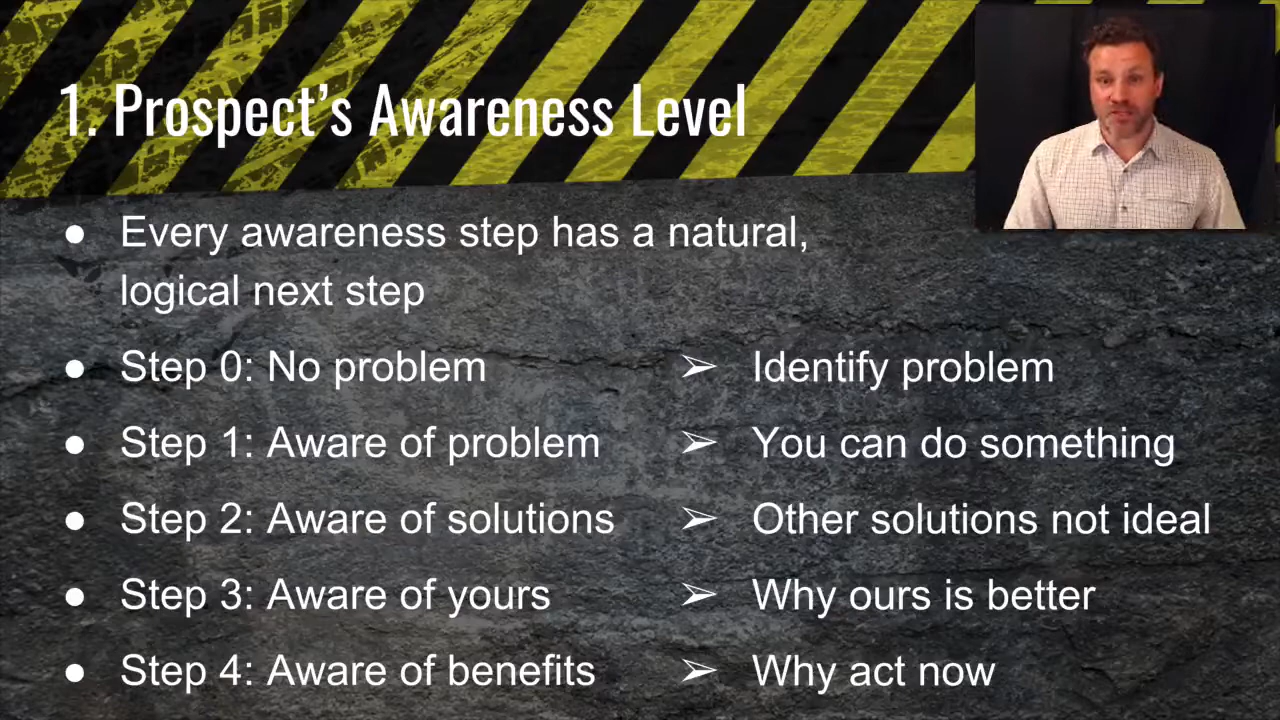 1. Prospect's Awareness Level
● Every awareness step has a natural,
logical next step
● Step 0: No problem ➢ Identify problem
● Step 1: Aware of problem ➢ You can do something
● Step 2: Aware of solutions ➢ Other solutions not ideal
● Step 3: Aware of yours ➢ Why ours is better
● Step 4: Aware of benefits ➢ Why act now